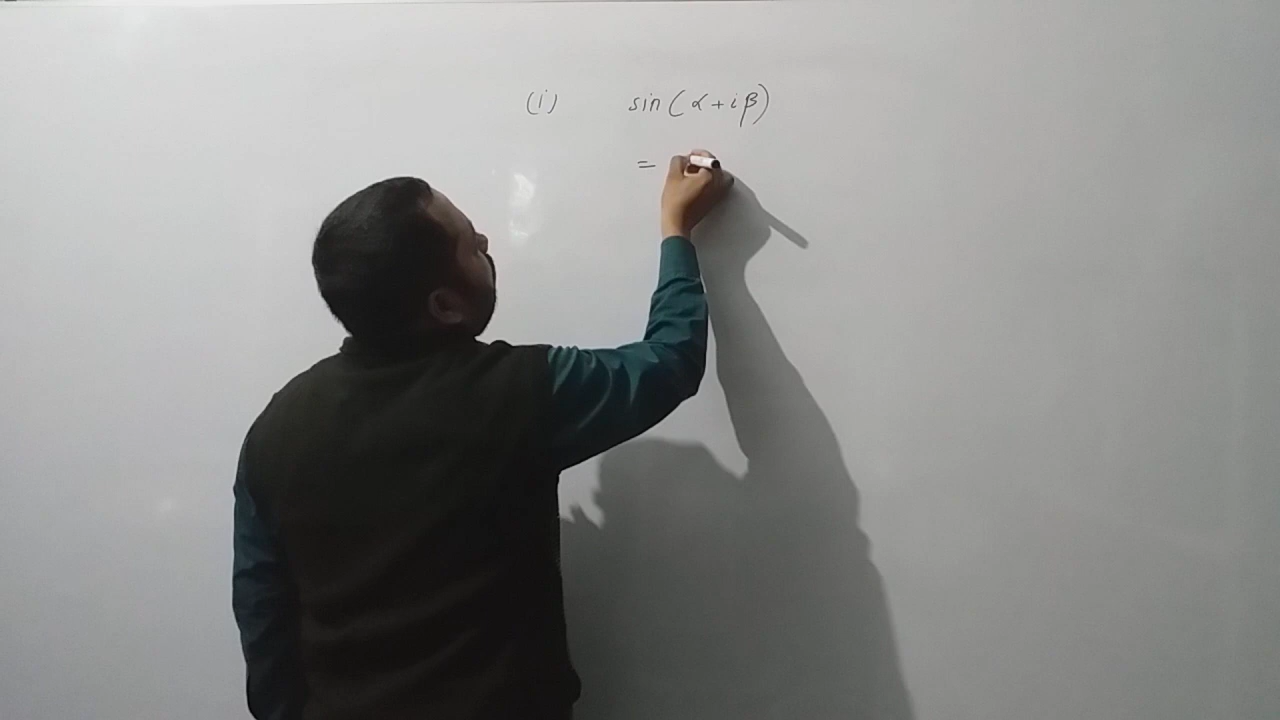 (i) sin(α+iβ)
=